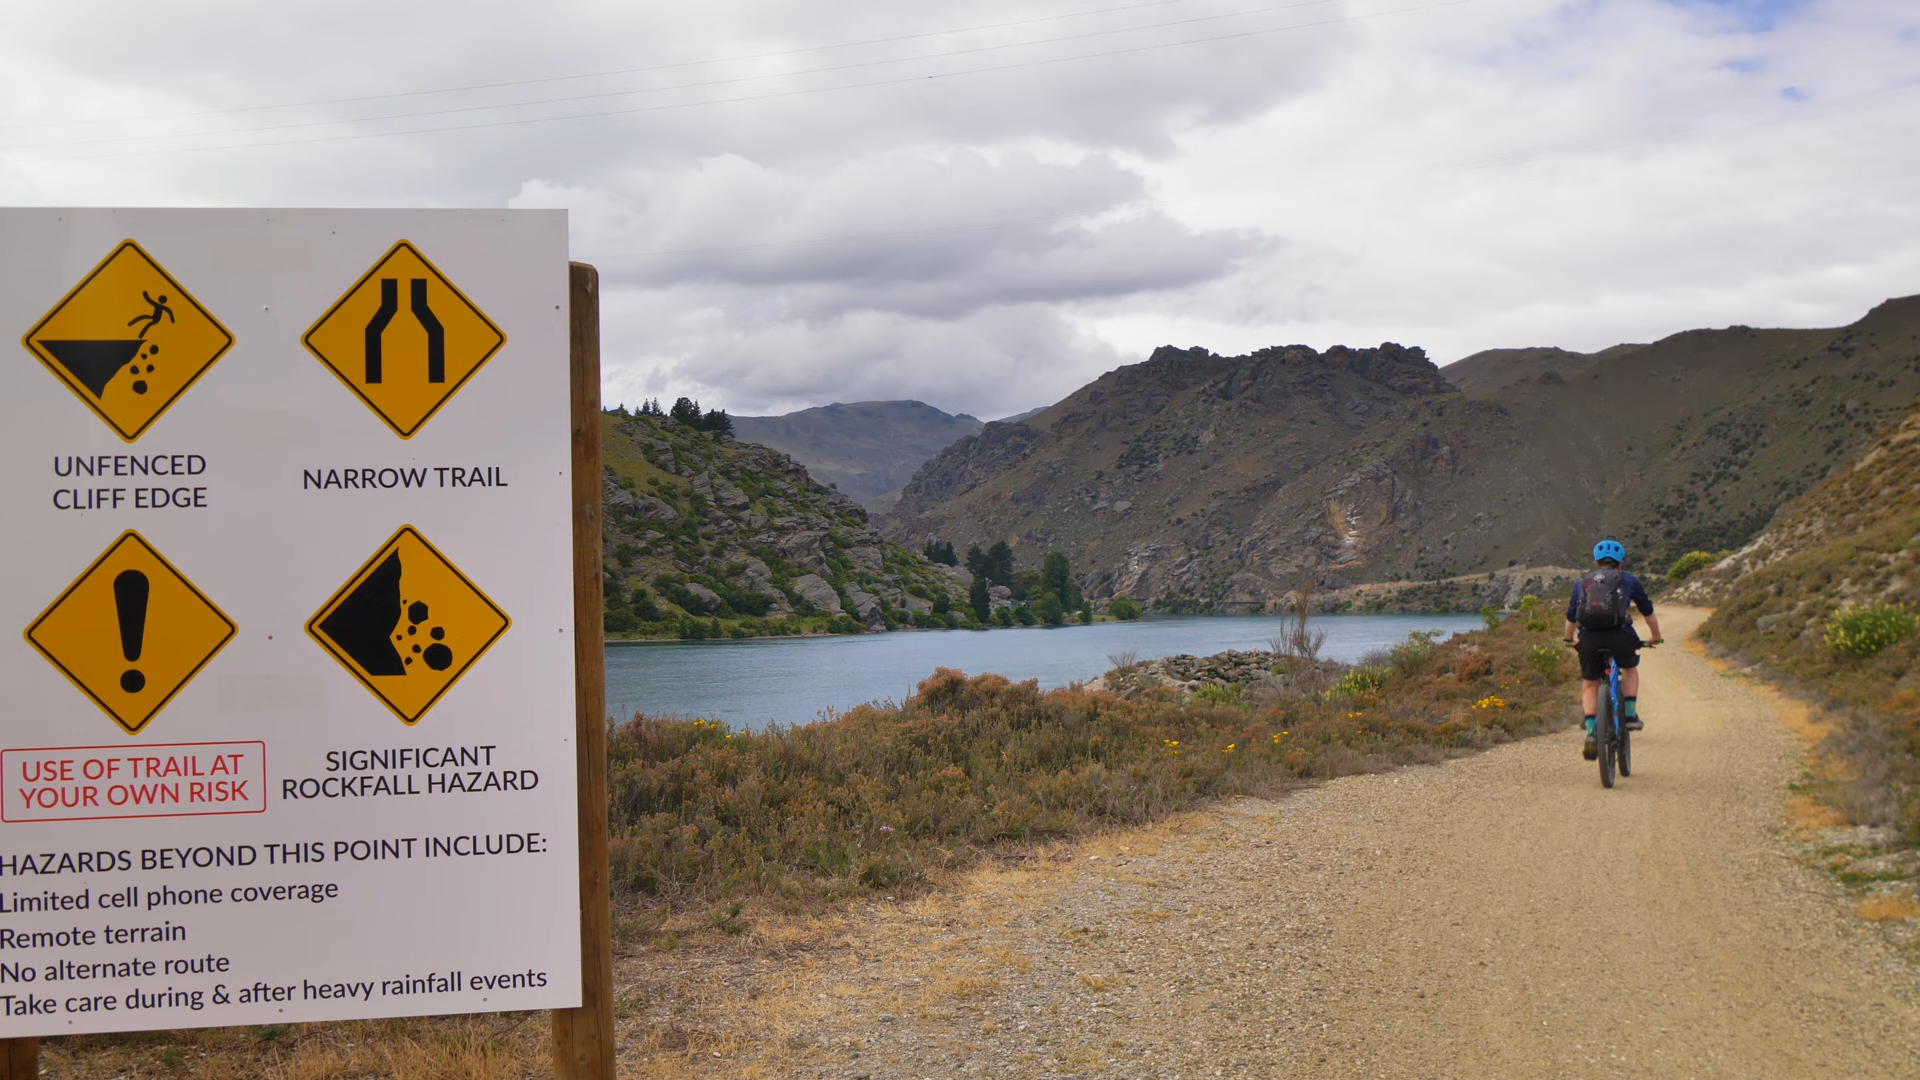 UNFENCED
CLIFF EDGE
NARROW TRAIL
USE OF TRAIL AT
YOUR OWN RISK
SIGNIFICANT
ROCKFALL HAZARD
HAZARDS BEYOND THIS POINT INCLUDE:
Limited cell phone coverage
Remote terrain
No alternate route
Take care during & after heavy rainfall events